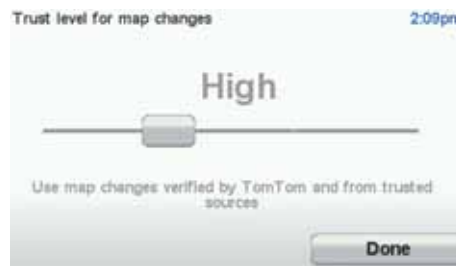 Trust level for map changes 2:09pm
High
Use map changes verified by TomTom and from trusted
sources
Done